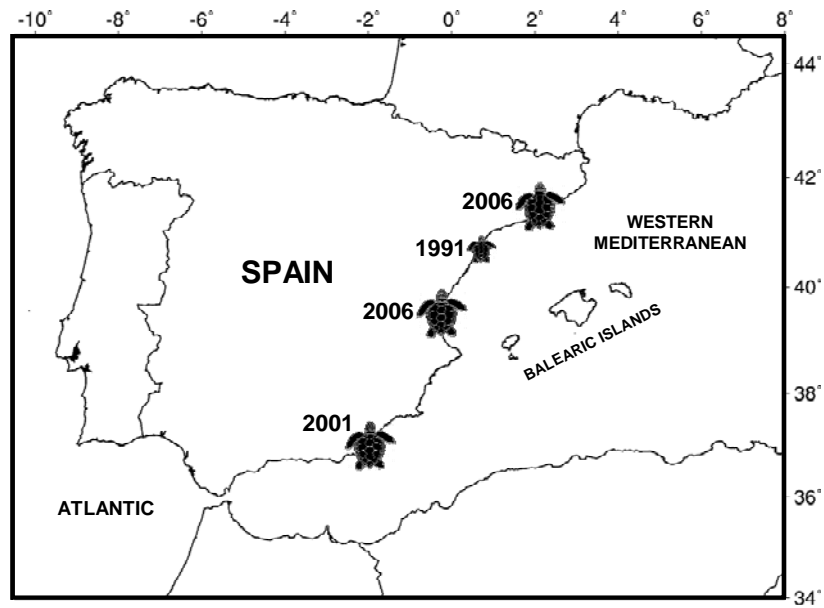 -10° -8° -6° -4° -2° 0° 2° 4° 6° 8°
44°
42°
2006
WESTERN
MEDITERRANEAN
1991
SPAIN
40°
2006
BALEARIC ISLANDS
38°
2001
ATLANTIC
36°
34°